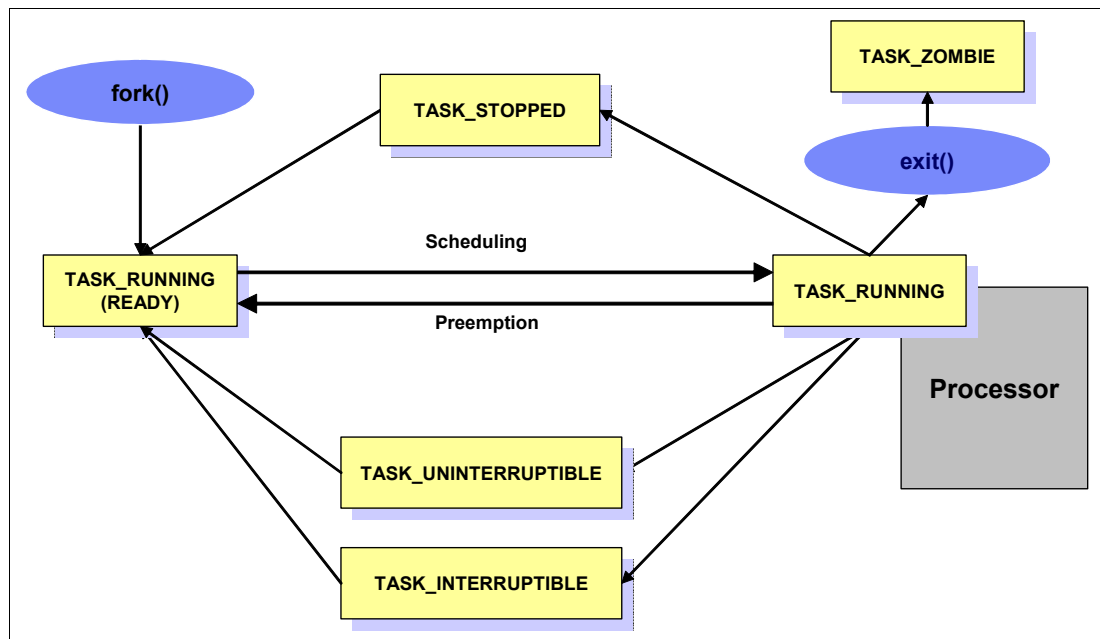 TASK_ZOMBIE
fork()
TASK_STOPPED
exit()
Scheduling
TASK_RUNNING
(READY)
TASK_RUNNING
Preemption
Processor
TASK_UNINTERRUPTIBLE
TASK_INTERRUPTIBLE